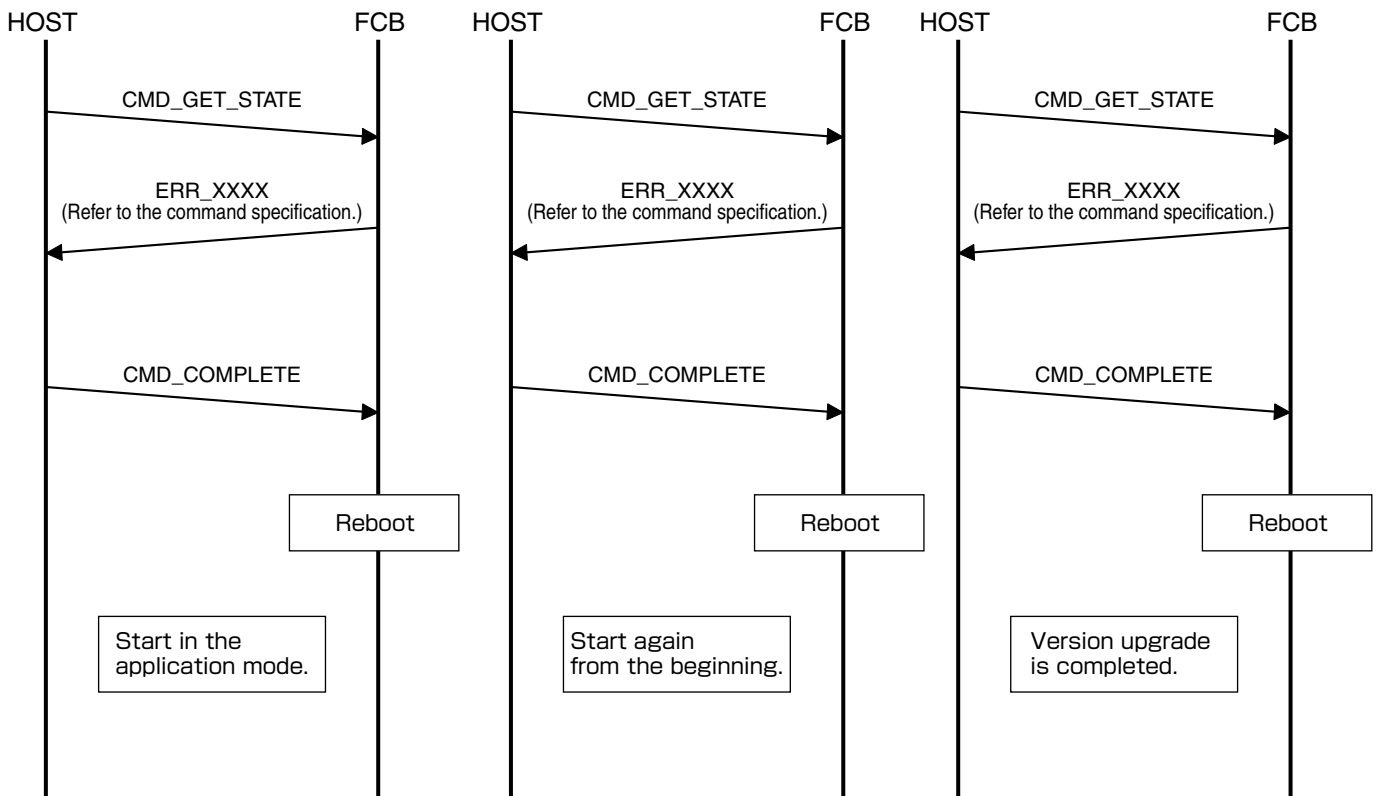 HOST FCB HOST FCB HOST FCB
CMD_GET_STATE CMD_GET_STATE CMD_GET_STATE
ERR_XXXX ERR_XXXX ERR_XXXX
(Refer to the command specification.) (Refer to the command specification.) (Refer to the command specification.)
CMD_COMPLETE CMD_COMPLETE CMD_COMPLETE
Reboot Reboot Reboot
Start in the
application mode.
Start again
from the beginning.
Version upgrade
is completed.